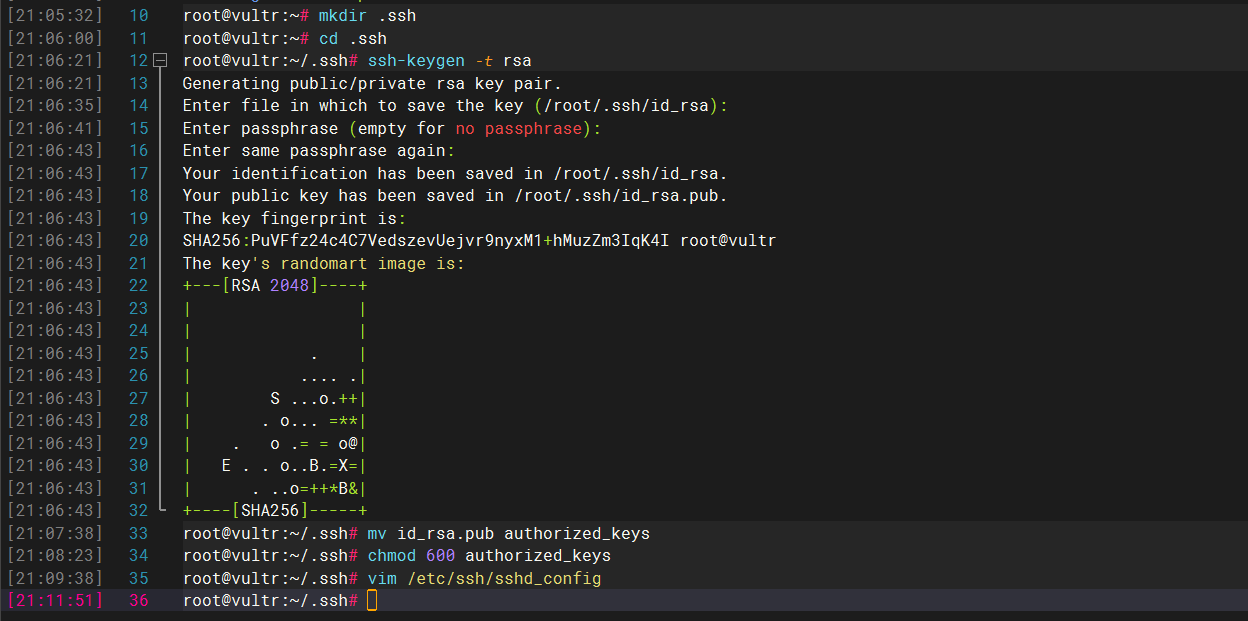 [21:05:32] 10 root@vultr:~# mkdir .ssh
[21:06:00] 11 root@vultr:~# cd .ssh
[21:06:21] 12 root@vultr:~/.ssh# ssh-keygen -t rsa
[21:06:21] 13 Generating public/private rsa key pair.
[21:06:35] 14 Enter file in which to save the key (/root/.ssh/id_rsa):
[21:06:41] 15 Enter passphrase (empty for no passphrase):
[21:06:43] 16 Enter same passphrase again:
[21:06:43] 17 Your identification has been saved in /root/.ssh/id_rsa.
[21:06:43] 18 Your public key has been saved in /root/.ssh/id_rsa.pub.
[21:06:43] 19 The key fingerprint is:
[21:06:43] 20 SHA256:PuVFfz24c4C7VedszevUejvr9nyxM1+hMuzZm3IqK4I root@vultr
[21:06:43] 21 The key's randomart image is:
[21:06:43] 22 +---[RSA 2048]----+
[21:06:43] 23 |                 |
[21:06:43] 24 |                 |
[21:06:43] 25 |            .    |
[21:06:43] 26 |           .... .|
[21:06:43] 27 |        S ...o.++|
[21:06:43] 28 |       . o... =**|
[21:06:43] 29 |    .   o .= = o@|
[21:06:43] 30 |   E . . o..B.=X=|
[21:06:43] 31 |      . ..o=++*B&|
[21:06:43] 32 +----[SHA256]-----+
[21:07:38] 33 root@vultr:~/.ssh# mv id_rsa.pub authorized_keys
[21:08:23] 34 root@vultr:~/.ssh# chmod 600 authorized_keys
[21:09:38] 35 root@vultr:~/.ssh# vim /etc/ssh/sshd_config
[21:11:51] 36 root@vultr:~/.ssh#